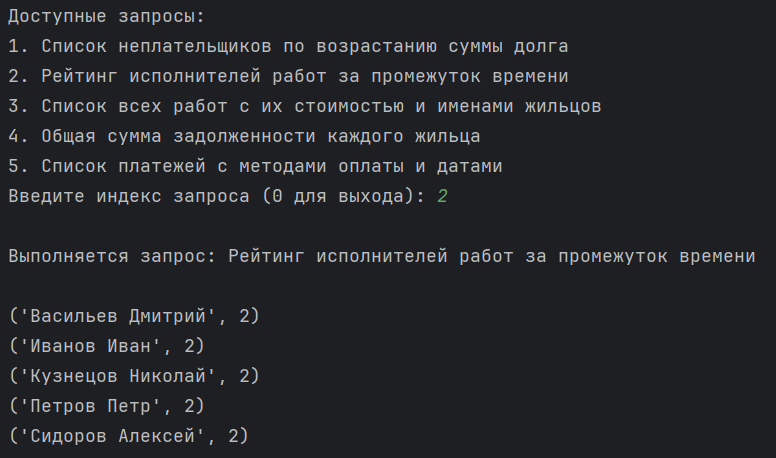 Доступные запросы:
1. Список неплательщиков по возрастанию суммы долга
2. Рейтинг исполнителей работ за промежуток времени
3. Список всех работ с их стоимостью и именами жильцов
4. Общая сумма задолженности каждого жильца
5. Список платежей с методами оплаты и датами
Введите индекс запроса (0 для выхода): 2
Выполняется запрос: Рейтинг исполнителей работ за промежуток времени
('Васильев Дмитрий', 2)
('Иванов Иван', 2)
('Кузнецов Николай', 2)
('Петров Петр', 2)
('Сидоров Алексей', 2)